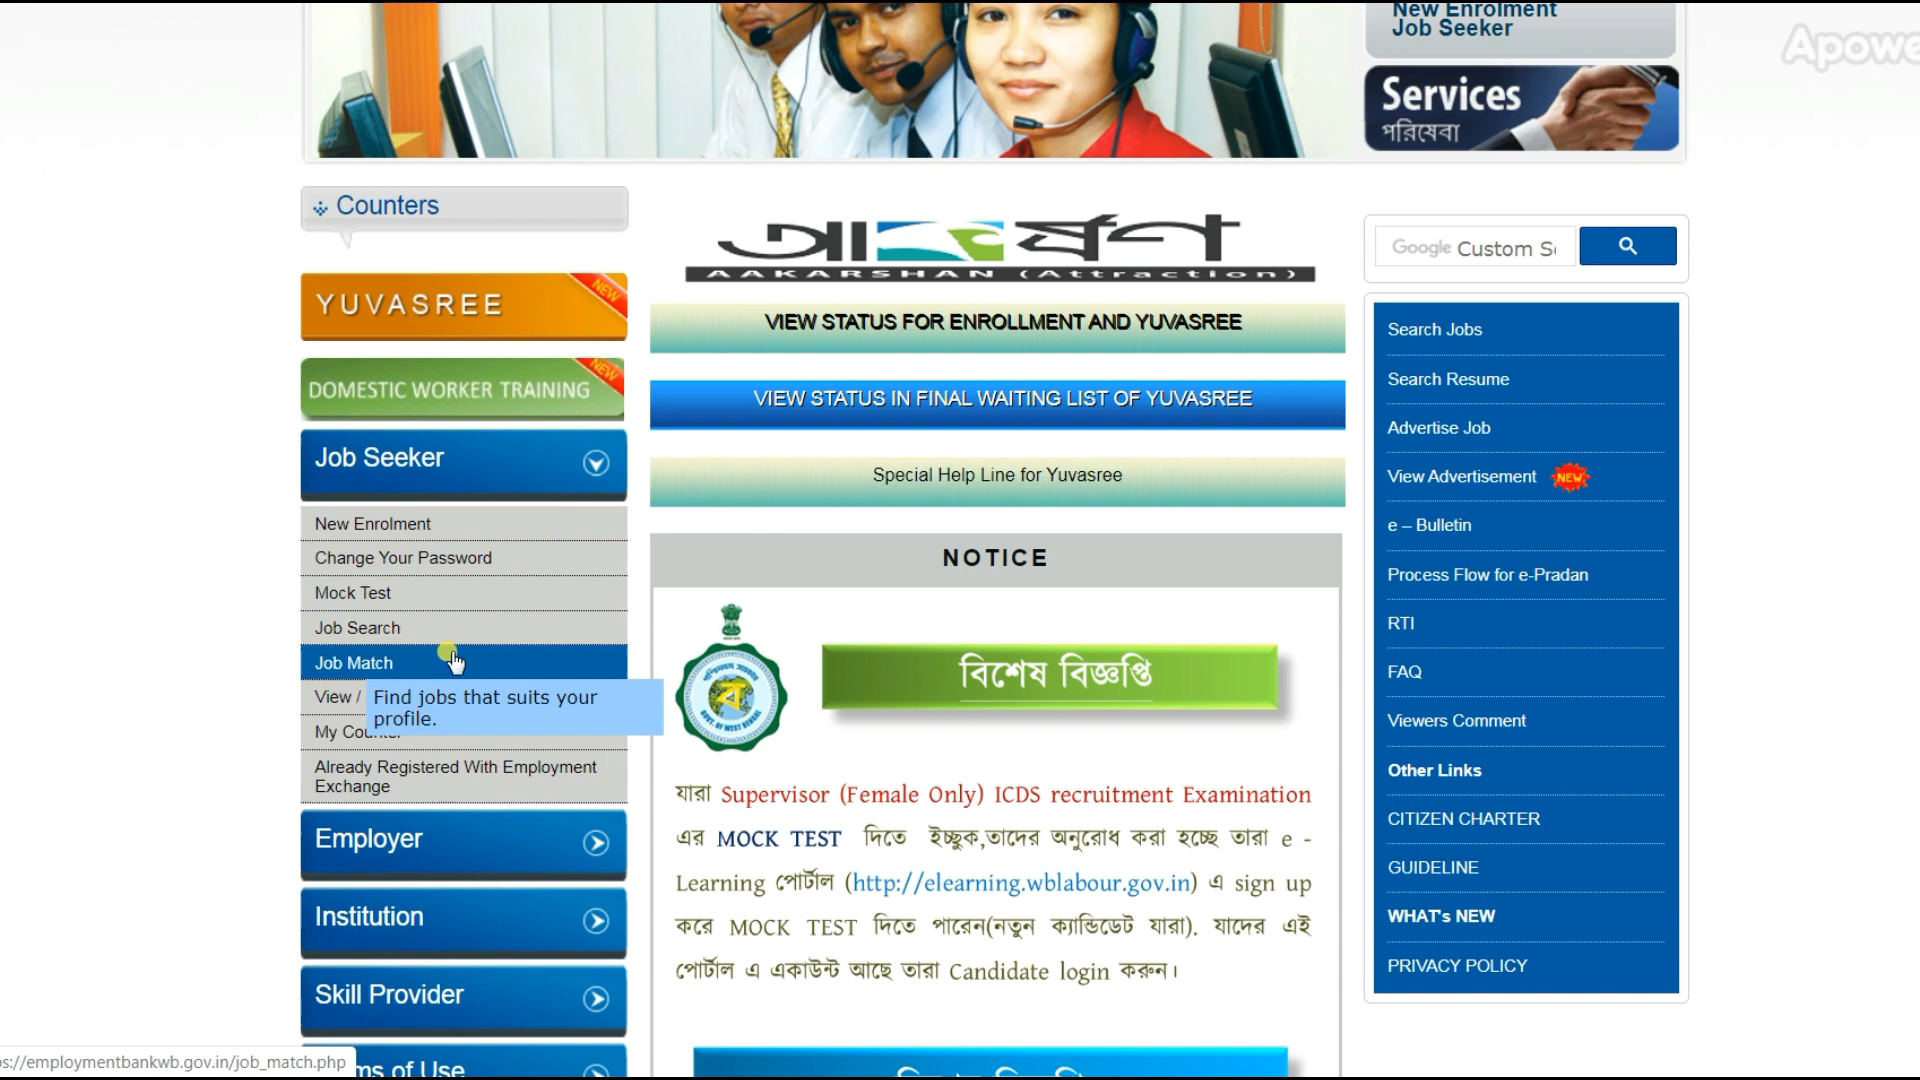 New Enrolment
Job Seeker
Apowe
Services
পরিষেবা
Counters
YUVASREE
NEW
DOMESTIC WORKER TRAINING
NEW
Job Seeker
New Enrolment
Change Your Password
Mock Test
Job Search
Job Match
View /
Find jobs that suits your
profile.
My Counter
Already Registered With Employment
Exchange
Employer
Institution
Skill Provider
ms of Use
s://employmentbankwb.gov.in/job_match.php
AAKARSHAN (Attraction)
VIEW STATUS FOR ENROLLMENT AND YUVASREE
VIEW STATUS IN FINAL WAITING LIST OF YUVASREE
Special Help Line for Yuvasree
NOTICE
বিশেষ বিজ্ঞপ্তি
যারা Supervisor (Female Only) ICDS recruitment Examination
এর MOCK TEST দিতে ইচ্ছুক,তাদের অনুরোধ করা হচ্ছে তারা e -
Learning পোর্টাল (http://elearning.wblabour.gov.in) এ sign up
করে MOCK TEST দিতে পারেন(নতুন ক্যান্ডিডেট যারা). যাদের এই
পোর্টাল এ একাউন্ট আছে তারা Candidate login করুন।
Google Custom Se
Search Jobs
Search Resume
Advertise Job
View Advertisement NEW
e – Bulletin
Process Flow for e-Pradan
RTI
FAQ
Viewers Comment
Other Links
CITIZEN CHARTER
GUIDELINE
WHAT's NEW
PRIVACY POLICY